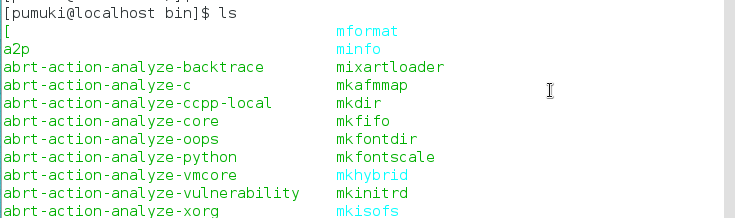 [pumuki@localhost bin]$ ls
[ mformat
a2p minfo
abrt-action-analyze-backtrace mixartloader
abrt-action-analyze-c mkafmmap
abrt-action-analyze-ccpp-local mkdir
abrt-action-analyze-core mkfifo
abrt-action-analyze-oops mkfontdir
abrt-action-analyze-python mkfontscale
abrt-action-analyze-vmcore mkhybrid
abrt-action-analyze-vulnerability mkinitrd
abrt-action-analyze-xorg mkisofs